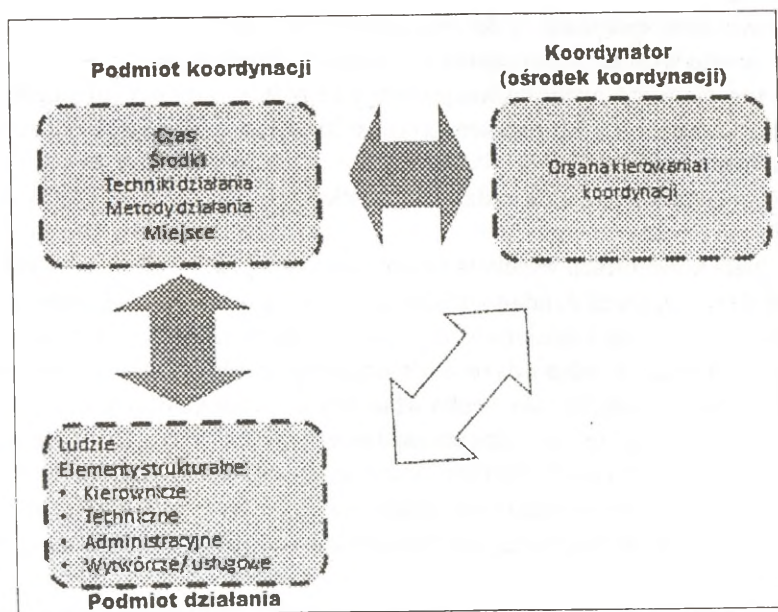 Podmiot koordynacji
Koordynator
(ośrodek koordynacji)
Czas
Środki
Techniki działania
Metody działania
Miejsce
Organa kierowania i
koordynacji
Ludzie
Elementy strukturalne:
• Kierownicze
• Techniczne
• Administracyjne
• Wytwórcze/usługowe
Podmiot działania